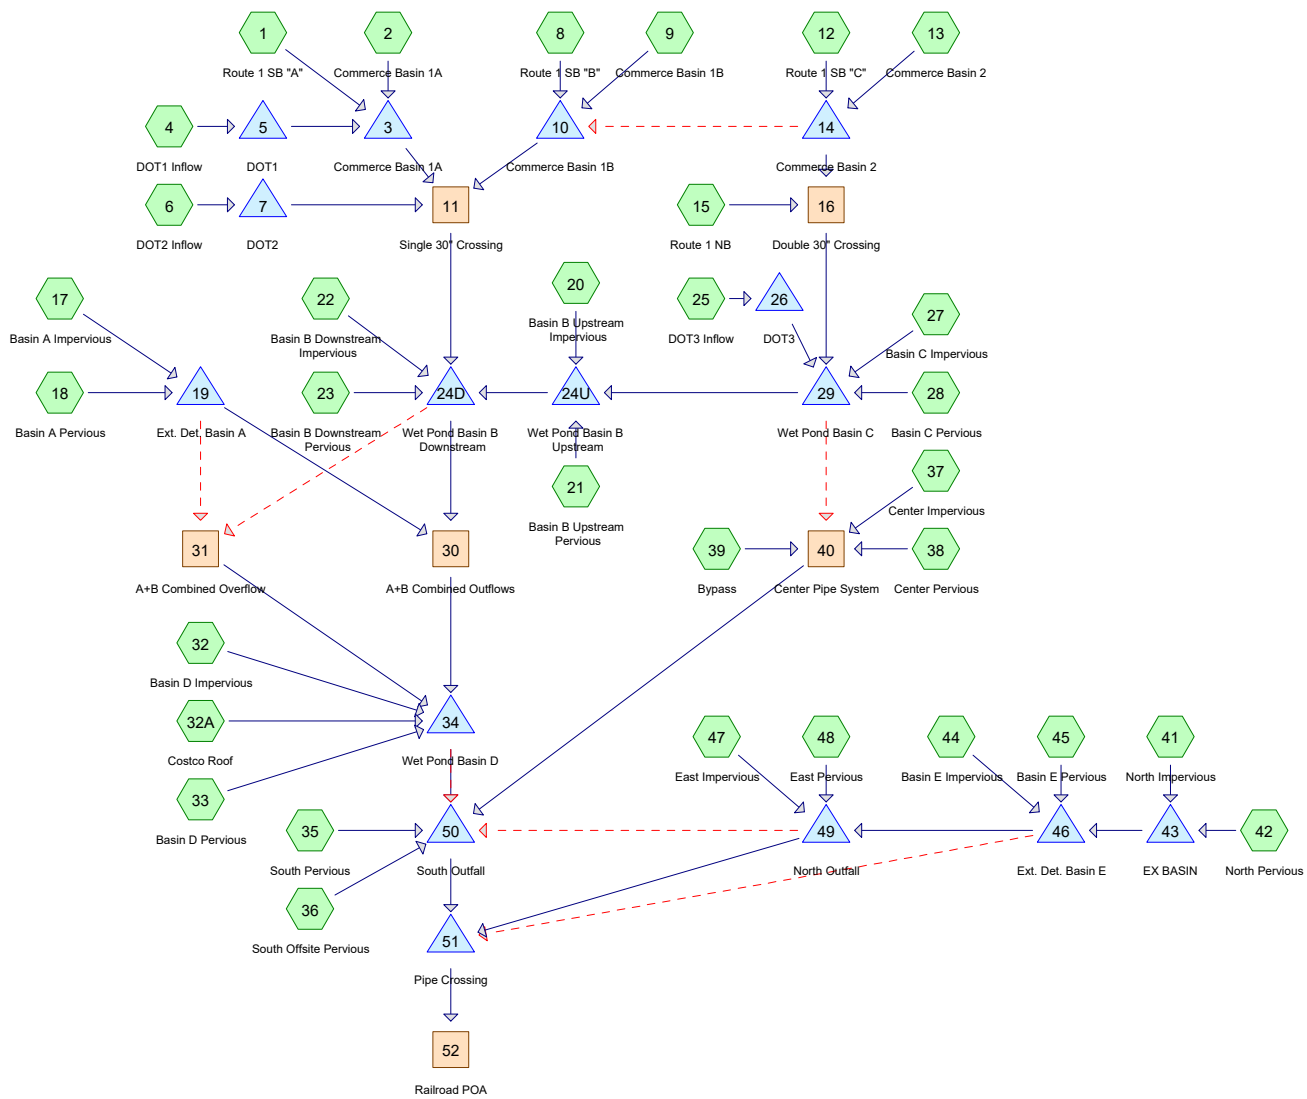 1
2
8
9
12
13
Route 1 SB "A"
Commerce Basin 1A
Route 1 SB "B"
Commerce Basin 1B
Route 1 SB "C"
Commerce Basin 2
4
5
3
10
14
DOT1 Inflow
DOT1
Commerce Basin 1A
Commerce Basin 1B
Commerce Basin 2
6
7
11
15
16
DOT2 Inflow
DOT2
Single 30" Crossing
Route 1 NB
Double 30" Crossing
17
22
20
25
26
27
Basin A Impervious
Basin B Downstream
Impervious
Basin B Upstream
Impervious
DOT3 Inflow
DOT3
Basin C Impervious
18
19
23
24D
24U
29
28
Basin A Pervious
Ext. Det. Basin A
Basin B Downstream
Pervious
Wet Pond Basin B
Downstream
Wet Pond Basin B
Upstream
Wet Pond Basin C
Basin C Pervious
21
37
Basin B Upstream
Pervious
Center Impervious
31
30
39
40
38
A+B Combined Overflow
A+B Combined Outflows
Bypass
Center Pipe System
Center Pervious
32
Basin D Impervious
32A
34
Costco Roof
Wet Pond Basin D
47
48
44
45
41
East Impervious
East Pervious
Basin E Impervious
Basin E Pervious
North Impervious
33
Basin D Pervious
35
50
49
46
43
42
South Pervious
South Outfall
North Outfall
Ext. Det. Basin E
EX BASIN
North Pervious
36
South Offsite Pervious
51
Pipe Crossing
52
Railroad POA